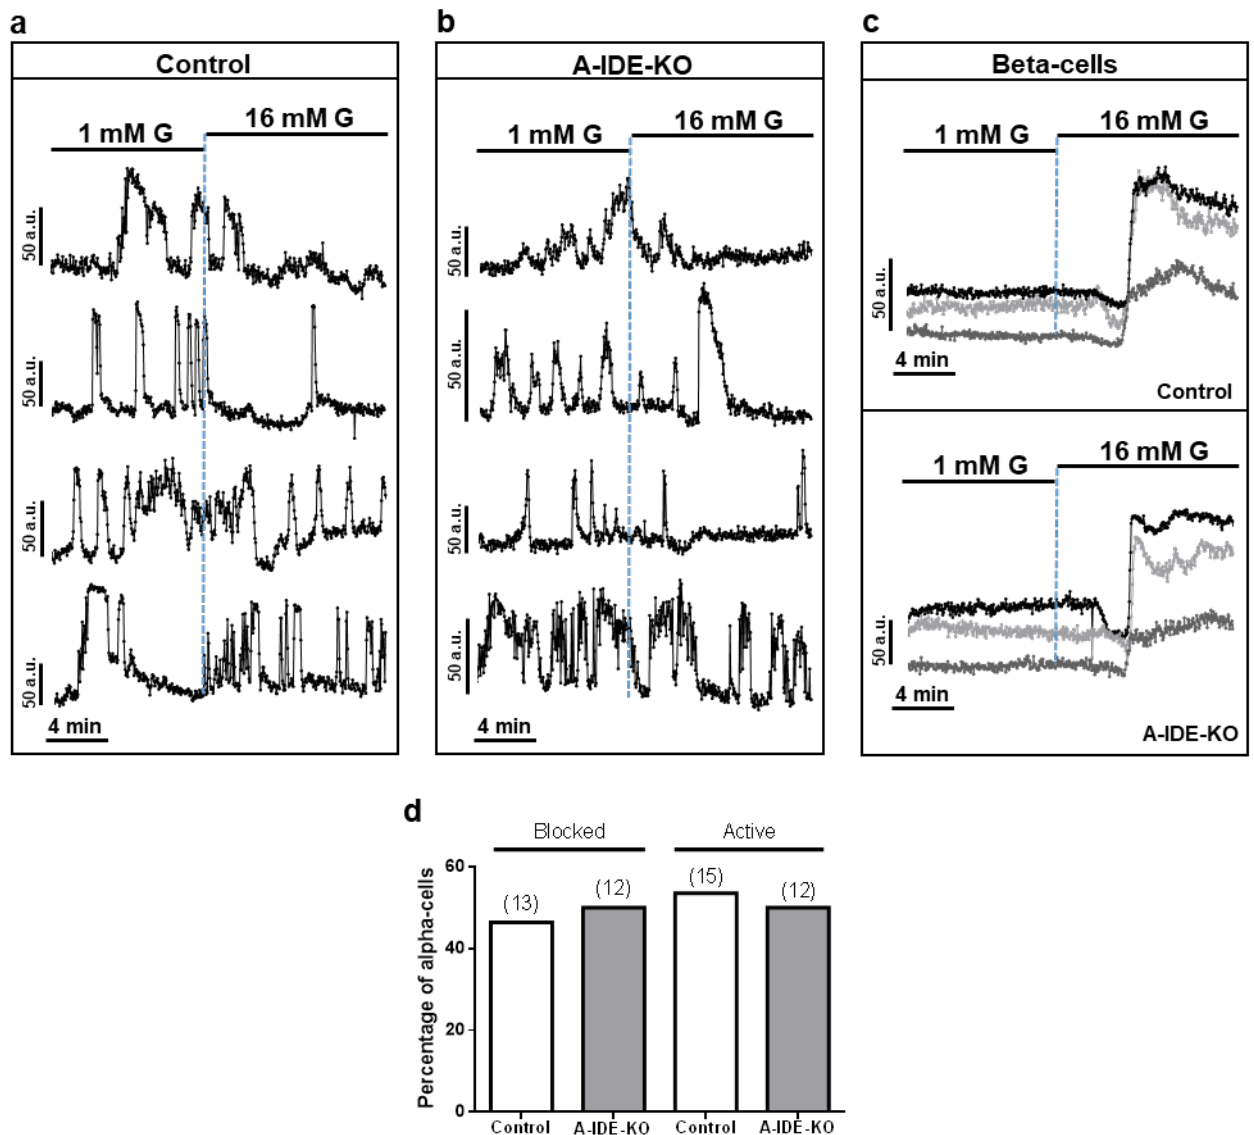 a
Control
1 mM G
16 mM G
50 a.u.
50 a.u.
50 a.u.
50 a.u.
4 min
b
A-IDE-KO
1 mM G
16 mM G
50 a.u.
50 a.u.
50 a.u.
50 a.u.
4 min
c
Beta-cells
1 mM G
16 mM G
50 a.u.
4 min
Control
1 mM G
16 mM G
50 a.u.
4 min
A-IDE-KO
d
Blocked
Active
Percentage of alpha-cells
60
40
20
0
(13)
(12)
(15)
(12)
Control
A-IDE-KO
Control
A-IDE-KO